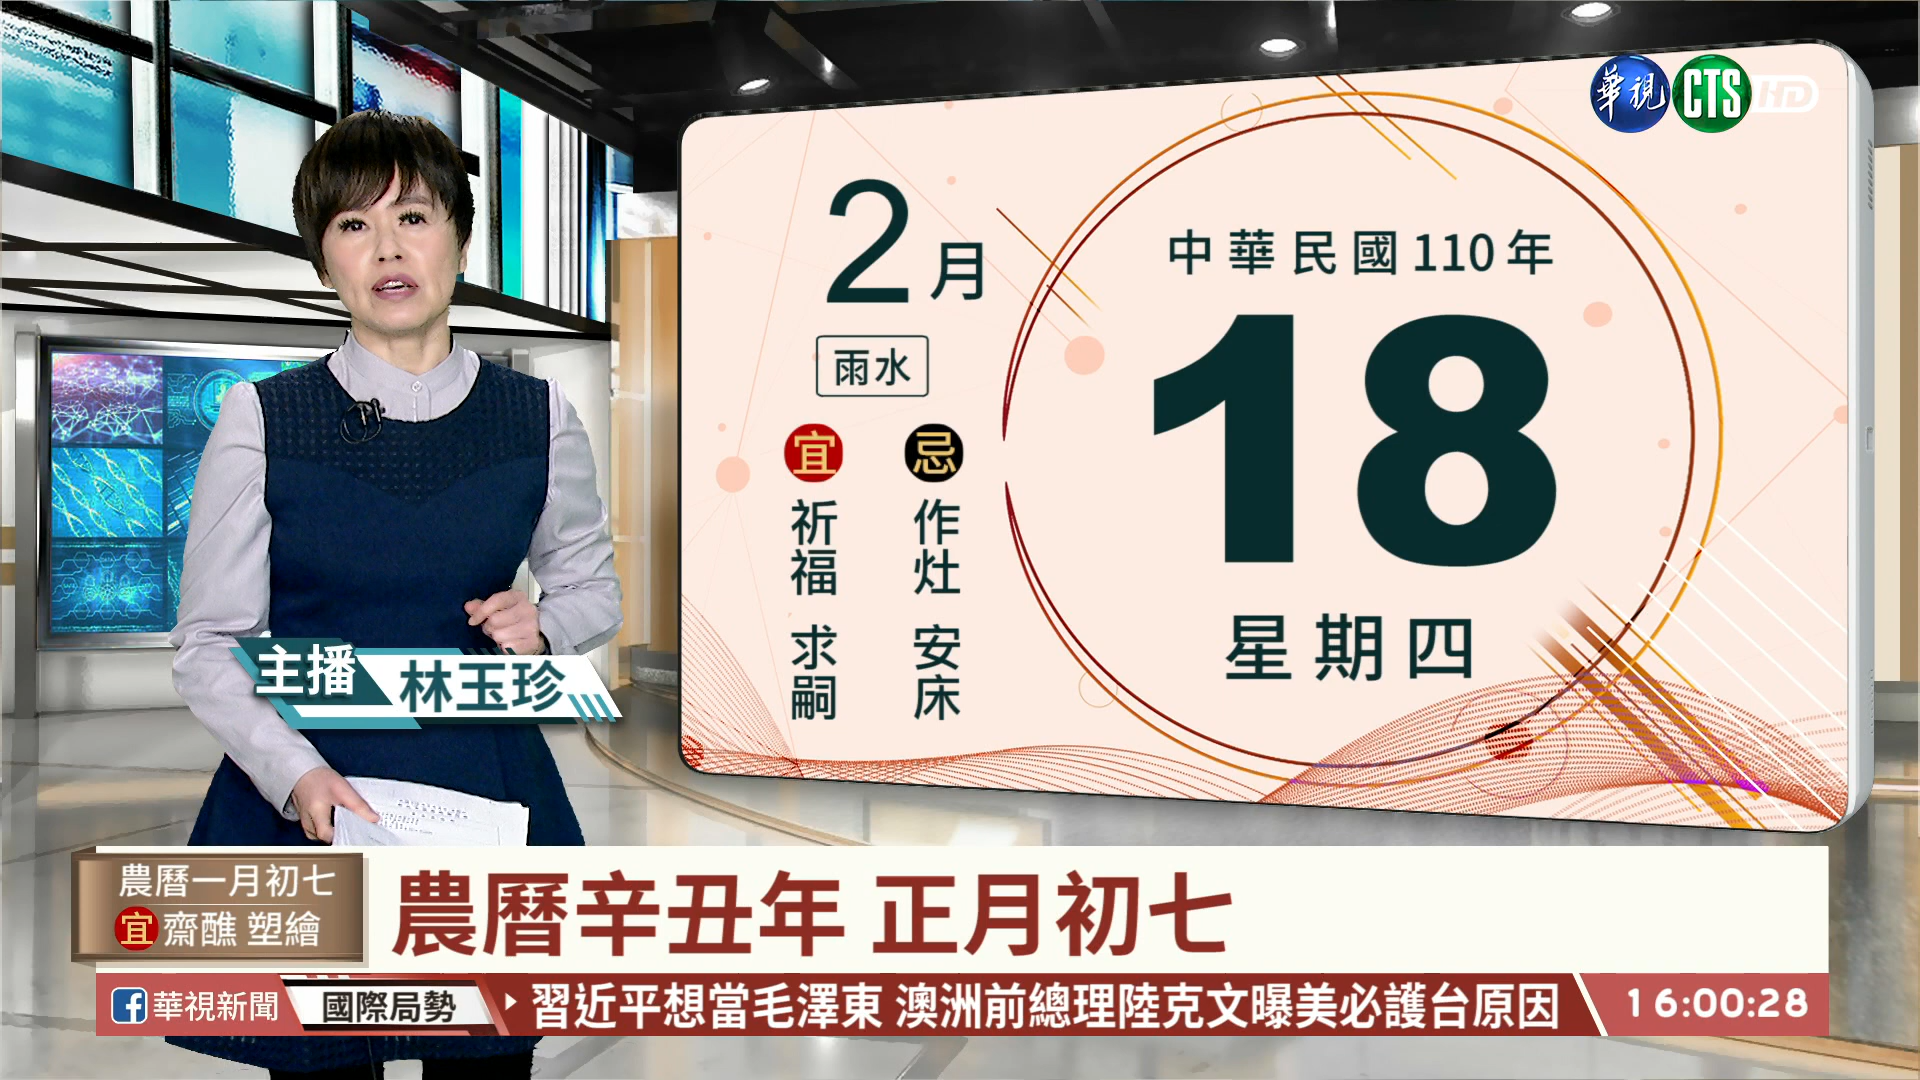 華視 CTS HD
2月
雨水
宜 忌
祈福 求嗣
作灶 安床
中華民國110年
18
星期四
主播 林玉珍
農曆一月初七
宜 齋醮 塑繪
農曆辛丑年 正月初七
華視新聞
國際局勢
習近平想當毛澤東 澳洲前總理陸克文曝美必護台原因
16:00:28